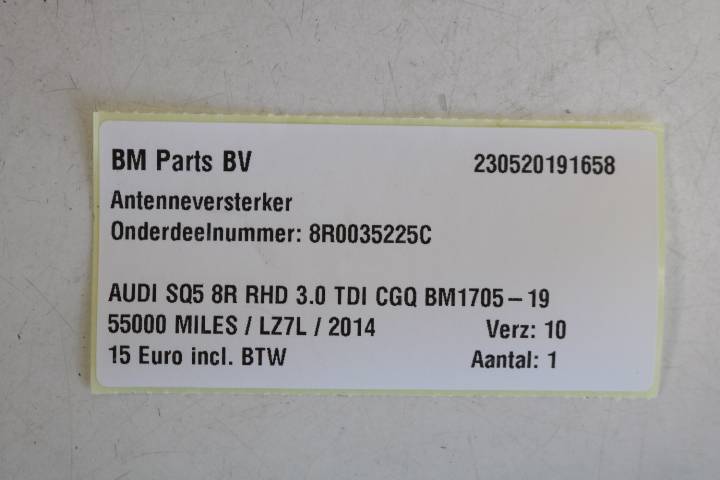 BM Parts BV 230520191658
Antenneversterker
Onderdeelnummer: 8R0035225C
AUDI SQ5 8R RHD 3.0 TDI CGQ BM1705-19
55000 MILES / LZ7L / 2014 Verz: 10
15 Euro incl. BTW Aantal: 1